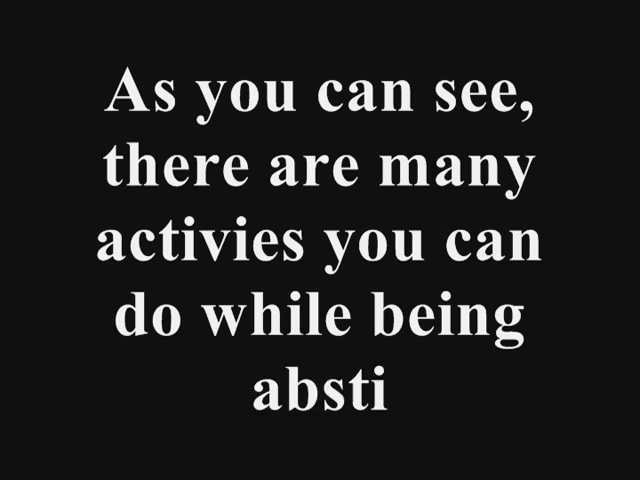 As you can see,
there are many
activies you can
do while being
absti